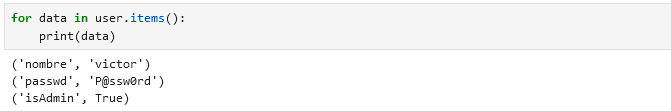 for data in user.items():
    print(data)
('nombre', 'victor')
('passwd', 'P@ssw0rd')
('isAdmin', True)